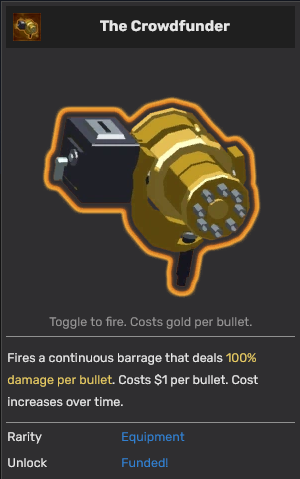 The Crowdfunder
Toggle to fire. Costs gold per bullet.
Fires a continuous barrage that deals 100%
damage per bullet. Costs $1 per bullet. Cost
increases over time.
Rarity Equipment
Unlock Funded!